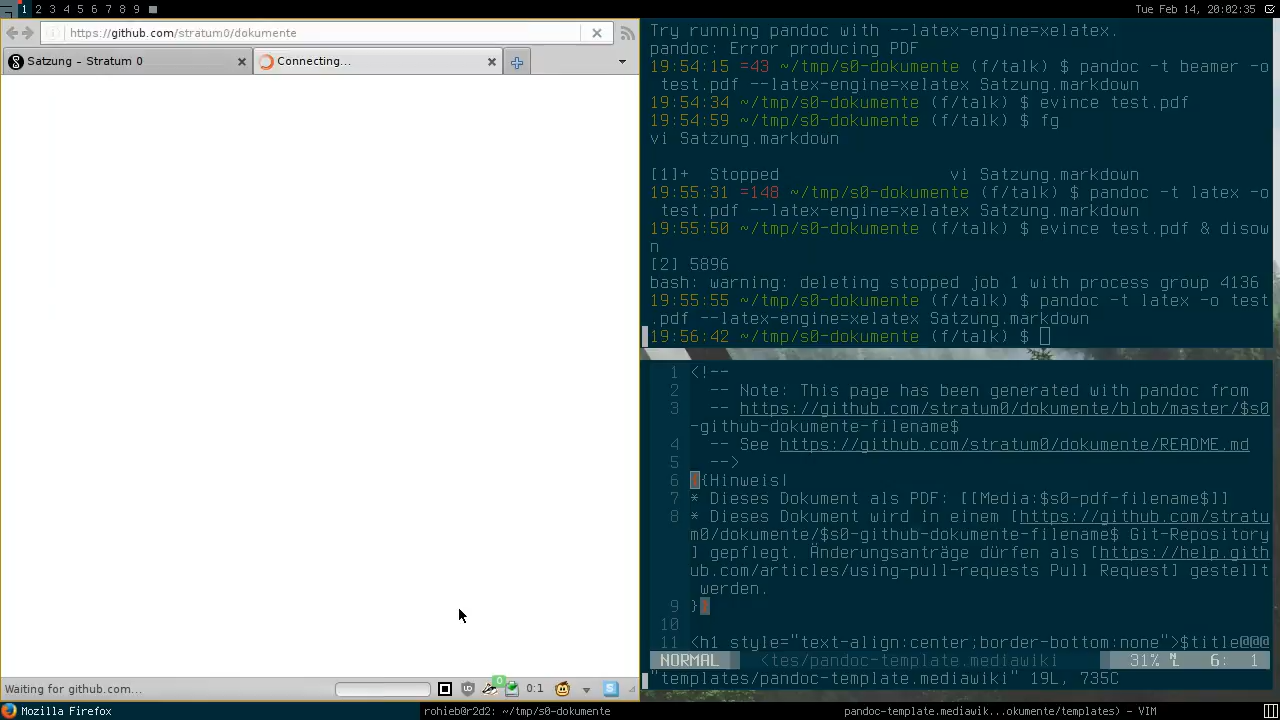 1 2 3 4 5 6 7 8 9
Tue Feb 14, 20:02:35
https://github.com/stratum0/dokumente
Satzung – Stratum 0
Connecting...
Try running pandoc with --latex-engine=xelatex.
pandoc: Error producing PDF
19:54:15 =43 ~/tmp/s0-dokumente (f/talk) $ pandoc -t beamer -o
test.pdf --latex-engine=xelatex Satzung.markdown
19:54:34 ~/tmp/s0-dokumente (f/talk) $ evince test.pdf
19:54:59 ~/tmp/s0-dokumente (f/talk) $ fg
vi Satzung.markdown
[1]+  Stopped                 vi Satzung.markdown
19:55:31 =148 ~/tmp/s0-dokumente (f/talk) $ pandoc -t latex -o
test.pdf --latex-engine=xelatex Satzung.markdown
19:55:50 ~/tmp/s0-dokumente (f/talk) $ evince test.pdf & disow
n
[2] 5896
bash: warning: deleting stopped job 1 with process group 4136
19:55:55 ~/tmp/s0-dokumente (f/talk) $ pandoc -t latex -o test
.pdf --latex-engine=xelatex Satzung.markdown
19:56:42 ~/tmp/s0-dokumente (f/talk) $
1 <!--
2   -- Note: This page has been generated with pandoc from
3   -- https://github.com/stratum0/dokumente/blob/master/$s0
-github-dokumente-filename$
4   -- See https://github.com/stratum0/dokumente/README.md
5   -->
6 {{Hinweis|
7 * Dieses Dokument als PDF: [[Media:$s0-pdf-filename$]]
8 * Dieses Dokument wird in einem [https://github.com/stratu
m0/dokumente/$s0-github-dokumente-filename$ Git-Repository
] gepflegt. Änderungsanträge dürfen als [https://help.gith
ub.com/articles/using-pull-requests Pull Request] gestellt
werden.
9 }}
10
11 <h1 style="text-align:center;border-bottom:none">$title@@@
NORMAL <tes/pandoc-template.mediawiki 31% 6: 1
"templates/pandoc-template.mediawiki" 19L, 735C
Waiting for github.com...
0
0:1
Mozilla Firefox
rohieb@r2d2: ~/tmp/s0-dokumente
pandoc-template.mediawik...okumente/templates) - VIM